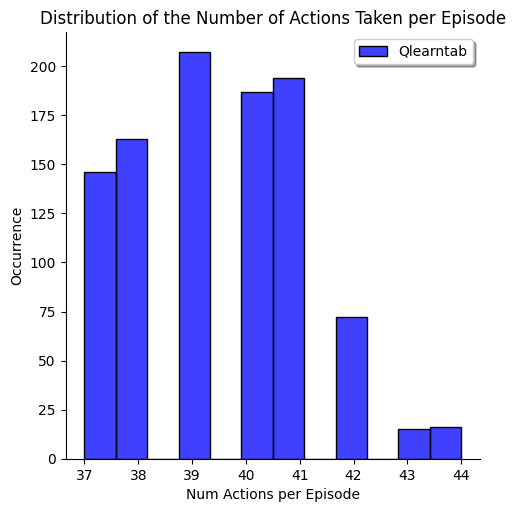 Distribution of the Number of Actions Taken per Episode
Qlearntab
200
175
150
125
100
75
50
25
0
Occurrence
37 38 39 40 41 42 43 44
Num Actions per Episode